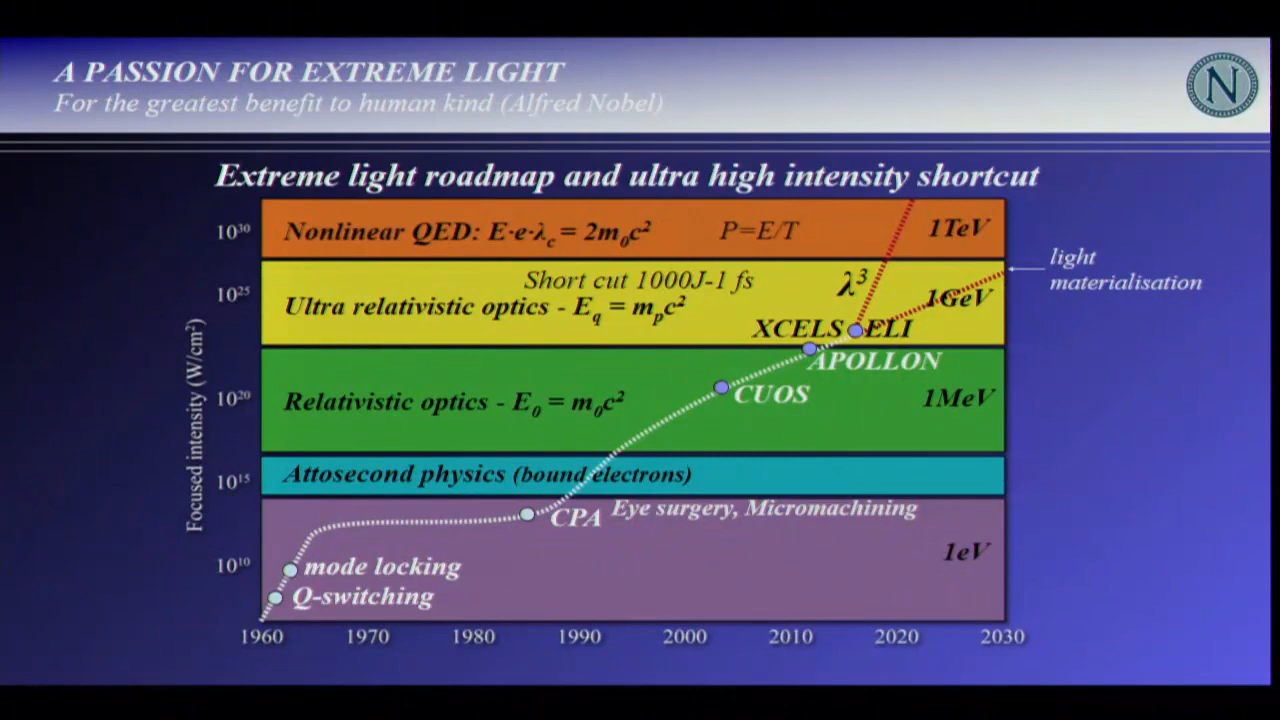 A PASSION FOR EXTREME LIGHT
For the greatest benefit to human kind (Alfred Nobel)
N
Extreme light roadmap and ultra high intensity shortcut
10³⁰
Nonlinear QED: E·e·λc = 2m₀c²
P=E/T
1TeV
light
materialisation
10²⁵
Short cut 1000J-1 fs
λ³
1GeV
Ultra relativistic optics - Eq = mpc²
XCELS
ELI
APOLLON
10²⁰
Relativistic optics - E₀ = m₀c²
CUOS
1MeV
Focused intensity (W/cm²)
10¹⁵
Attosecond physics (bound electrons)
CPA
Eye surgery, Micromachining
10¹⁰
1eV
mode locking
Q-switching
1960 1970 1980 1990 2000 2010 2020 2030